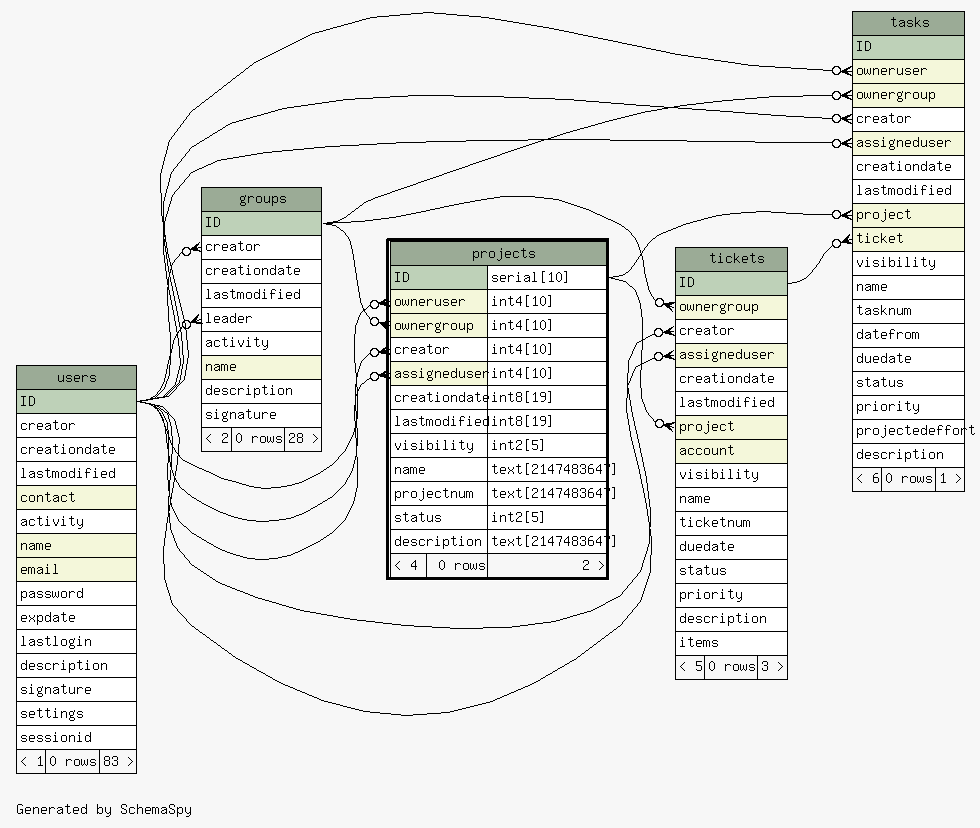 tasks
ID
owneruser
ownergroup
creator
assigneduser
creationdate
lastmodified
project
ticket
visibility
name
tasknum
datefrom
duedate
status
priority
projectedeffort
description
< 6 0 rows 1 >
groups
ID
creator
creationdate
lastmodified
leader
activity
name
description
signature
< 2 0 rows 28 >
projects
ID serial[10]
owneruser int4[10]
ownergroup int4[10]
creator int4[10]
assigneduser int4[10]
creationdate int8[19]
lastmodified int8[19]
visibility int2[5]
name text[2147483647]
projectnum text[2147483647]
status int2[5]
description text[2147483647]
< 4 0 rows 2 >
tickets
ID
ownergroup
creator
assigneduser
creationdate
lastmodified
project
account
visibility
name
ticketnum
duedate
status
priority
description
items
< 5 0 rows 3 >
users
ID
creator
creationdate
lastmodified
contact
activity
name
email
password
expdate
lastlogin
description
signature
settings
sessionid
< 1 0 rows 83 >
Generated by SchemaSpy